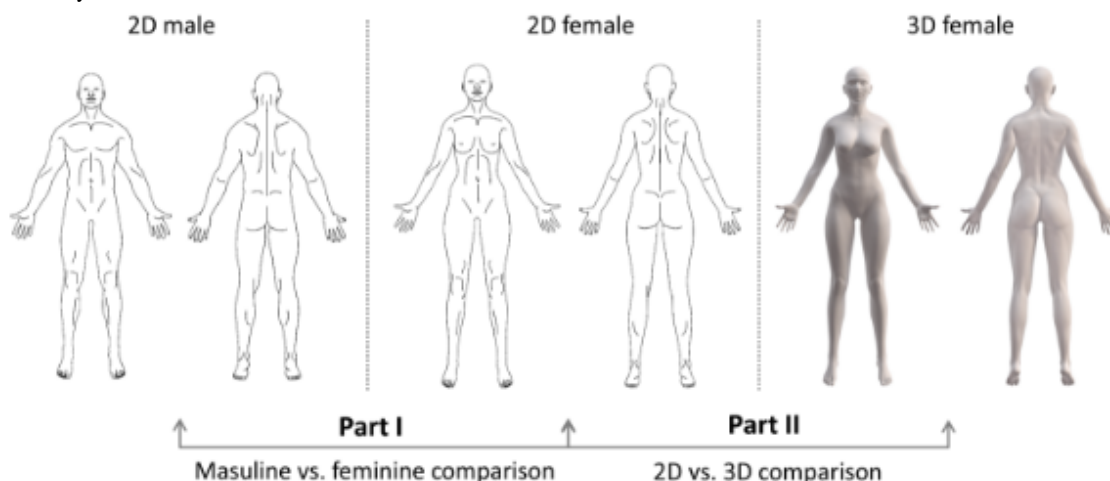 2D male
2D female
3D female
Part I
Part II
Masuline vs. feminine comparison
2D vs. 3D comparison